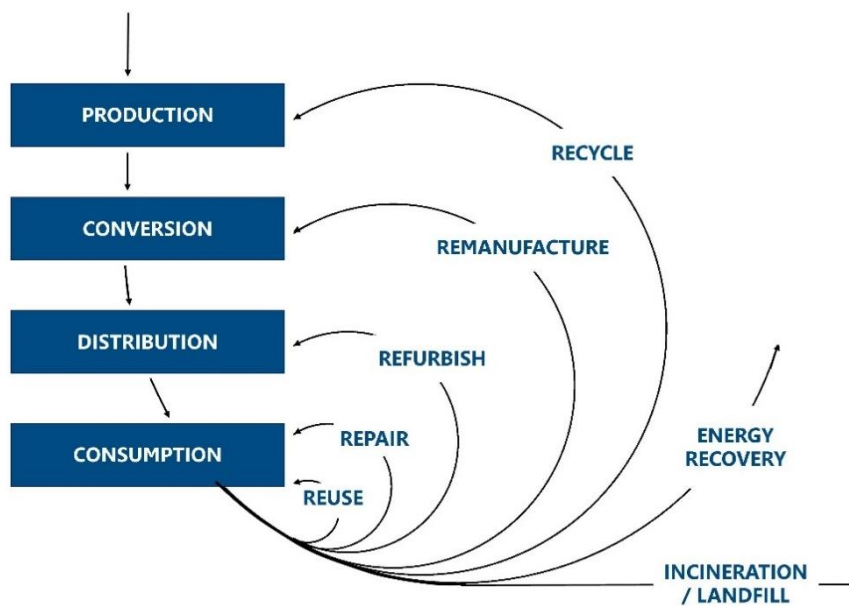 PRODUCTION
RECYCLE
CONVERSION
REMANUFACTURE
DISTRIBUTION
REFURBISH
CONSUMPTION
REPAIR
REUSE
ENERGY
RECOVERY
INCINERATION
/ LANDFILL